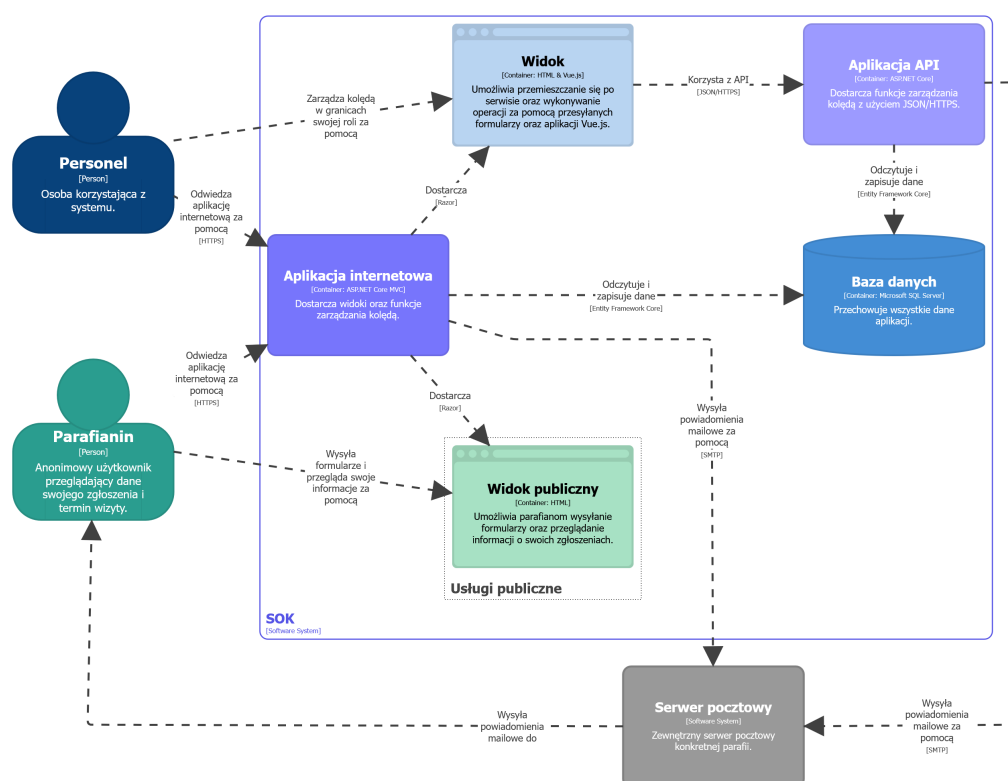 Widok
[Container: HTML & Vue.js]
Umożliwia przemieszczanie się po
serwisie oraz wykonywanie
operacji za pomocą przesyłanych
formularzy oraz aplikacji Vue.js.
Korzysta z API
[JSON/HTTPS]
Aplikacja API
[Container: ASP.NET Core]
Dostarcza funkcje zarządzania
kolędą z użyciem JSON/HTTPS.
Zarządza kolędą
w granicach
swojej roli za
pomocą
Personel
[Person]
Osoba korzystająca z
systemu.
Odwiedza
aplikację
internetową za
pomocą
[HTTPS]
Dostarcza
[Razor]
Odczytuje i
zapisuje dane
[Entity Framework Core]
Aplikacja internetowa
[Container: ASP.NET Core MVC]
Dostarcza widoki oraz funkcje
zarządzania kolędą.
Odczytuje i
zapisuje dane
[Entity Framework Core]
Baza danych
[Container: Microsoft SQL Server]
Przechowuje wszystkie dane
aplikacji.
Odwiedza
aplikację
internetową za
pomocą
[HTTPS]
Dostarcza
[Razor]
Wysyła
powiadomienia
mailowe za
pomocą
[SMTP]
Parafianin
[Person]
Anonimowy użytkownik
przeglądający dane
swojego zgłoszenia i
termin wizyty.
Wysyła
formularze i
przegląda swoje
informacje za
pomocą
Widok publiczny
[Container: HTML]
Umożliwia parafianom wysyłanie
formularzy oraz przeglądanie
informacji o swoich zgłoszeniach.
Usługi publiczne
SOK
[Software System]
Wysyła
powiadomienia
mailowe do
Serwer pocztowy
[Software System]
Zewnętrzny serwer pocztowy
konkretnej parafii.
Wysyła
powiadomienia
mailowe za
pomocą
[SMTP]